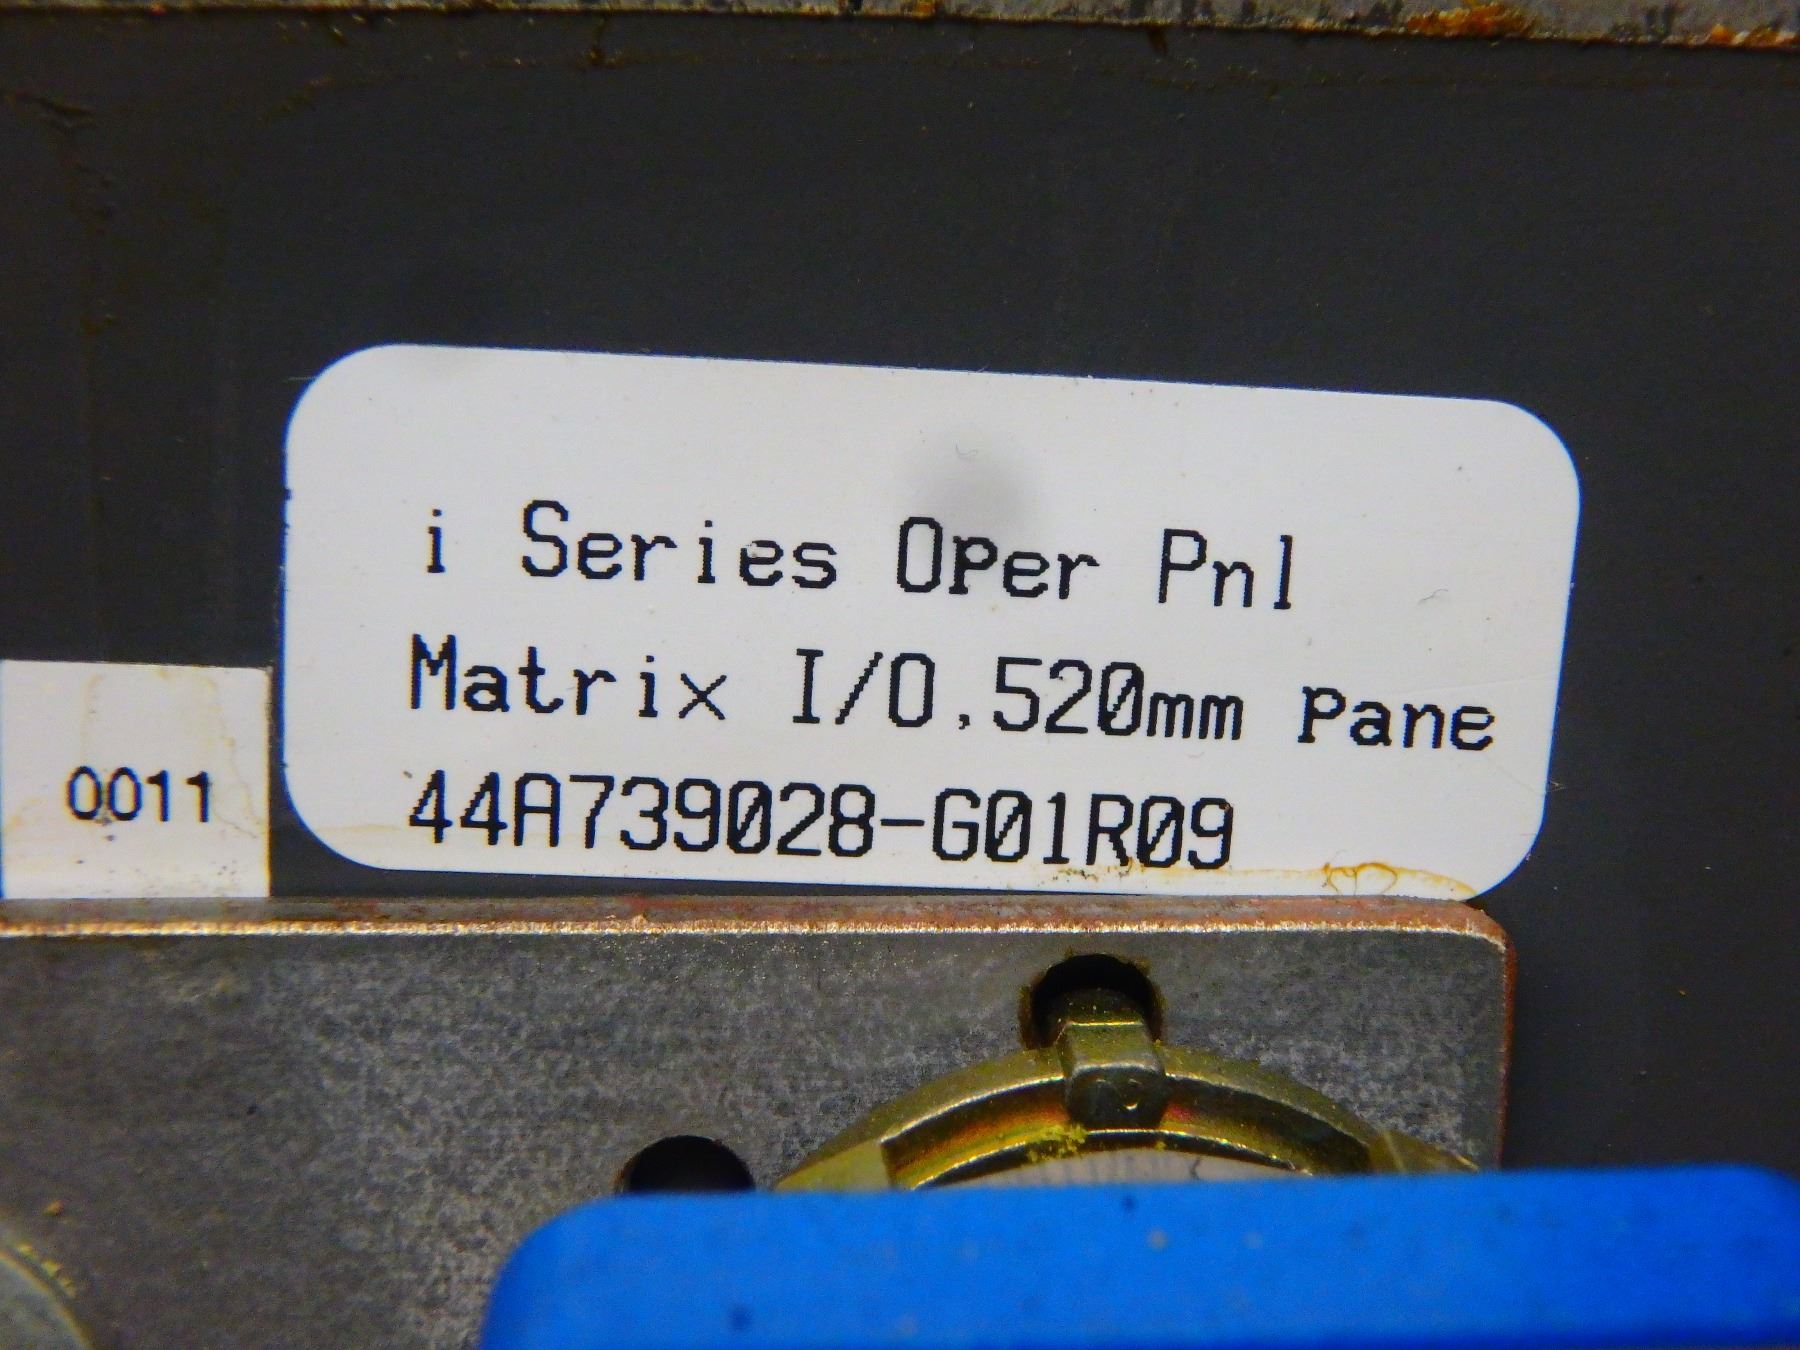 i Series Oper Pnl
Matrix I/O,520mm Pane
44A739028-G01R09
0011